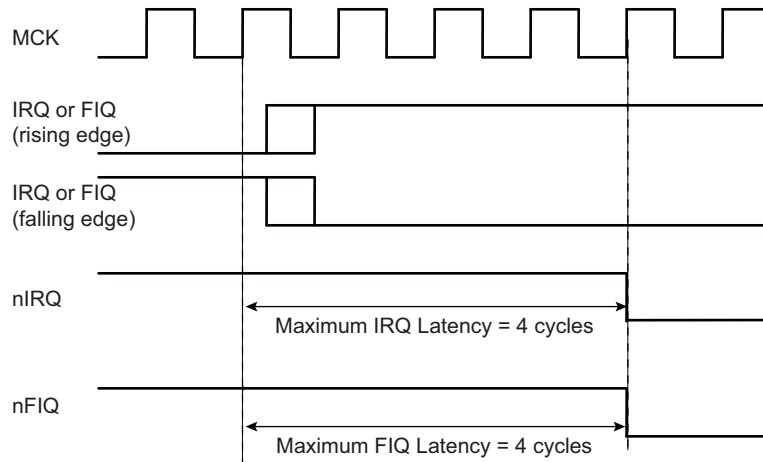 MCK
IRQ or FIQ
(rising edge)
IRQ or FIQ
(falling edge)
nIRQ
Maximum IRQ Latency = 4 cycles
nFIQ
Maximum FIQ Latency = 4 cycles